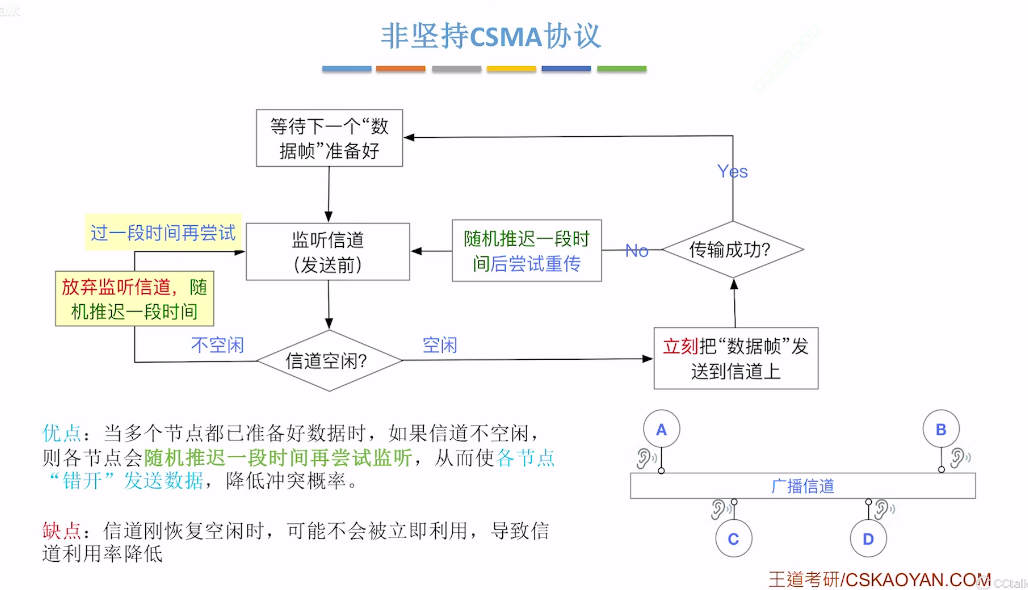 非坚持CSMA协议
等待下一个“数
据帧”准备好
Yes
过一段时间再尝试
监听信道
（发送前）
随机推迟一段时
间后尝试重传
No
传输成功？
放弃监听信道，随
机推迟一段时间
不空闲
信道空闲？
空闲
立刻把“数据帧”发
送到信道上
优点：当多个节点都已准备好数据时，如果信道不空闲，
则各节点会随机推迟一段时间再尝试监听，从而使各节点
“错开”发送数据，降低冲突概率。
缺点：信道刚恢复空闲时，可能不会被立即利用，导致信
道利用率降低
A
B
广播信道
C
D
王道考研/CSKAOYAN.COM
CCtalk